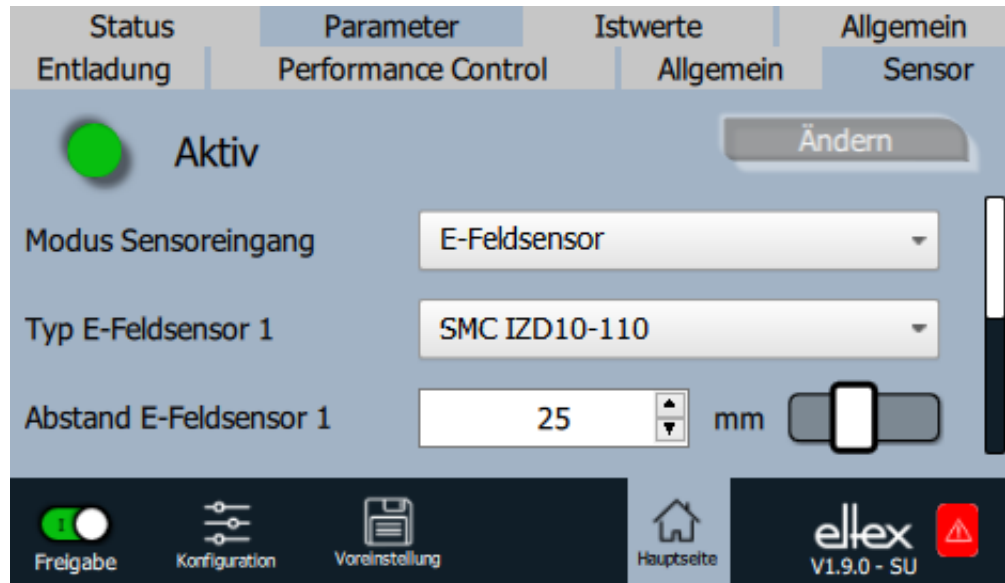 Status Parameter Istwerte Allgemein
Entladung Performance Control Allgemein Sensor
Aktiv Ändern
Modus Sensoreingang E-Feldsensor
Typ E-Feldsensor 1 SMC IZD10-110
Abstand E-Feldsensor 1 25 mm
I
Freigabe Konfiguration Voreinstellung Hauptseite eltex
V1.9.0 - SU